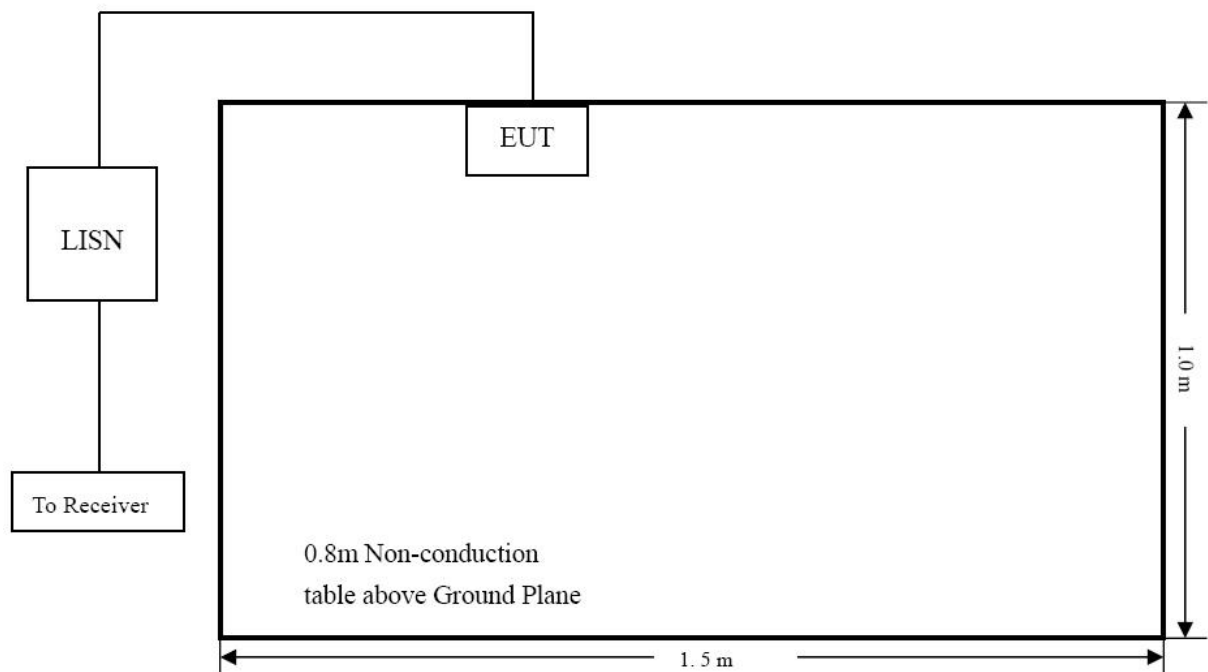 EUT
LISN
To Receiver
0.8m Non-conduction
table above Ground Plane
1.0 m
1. 5 m